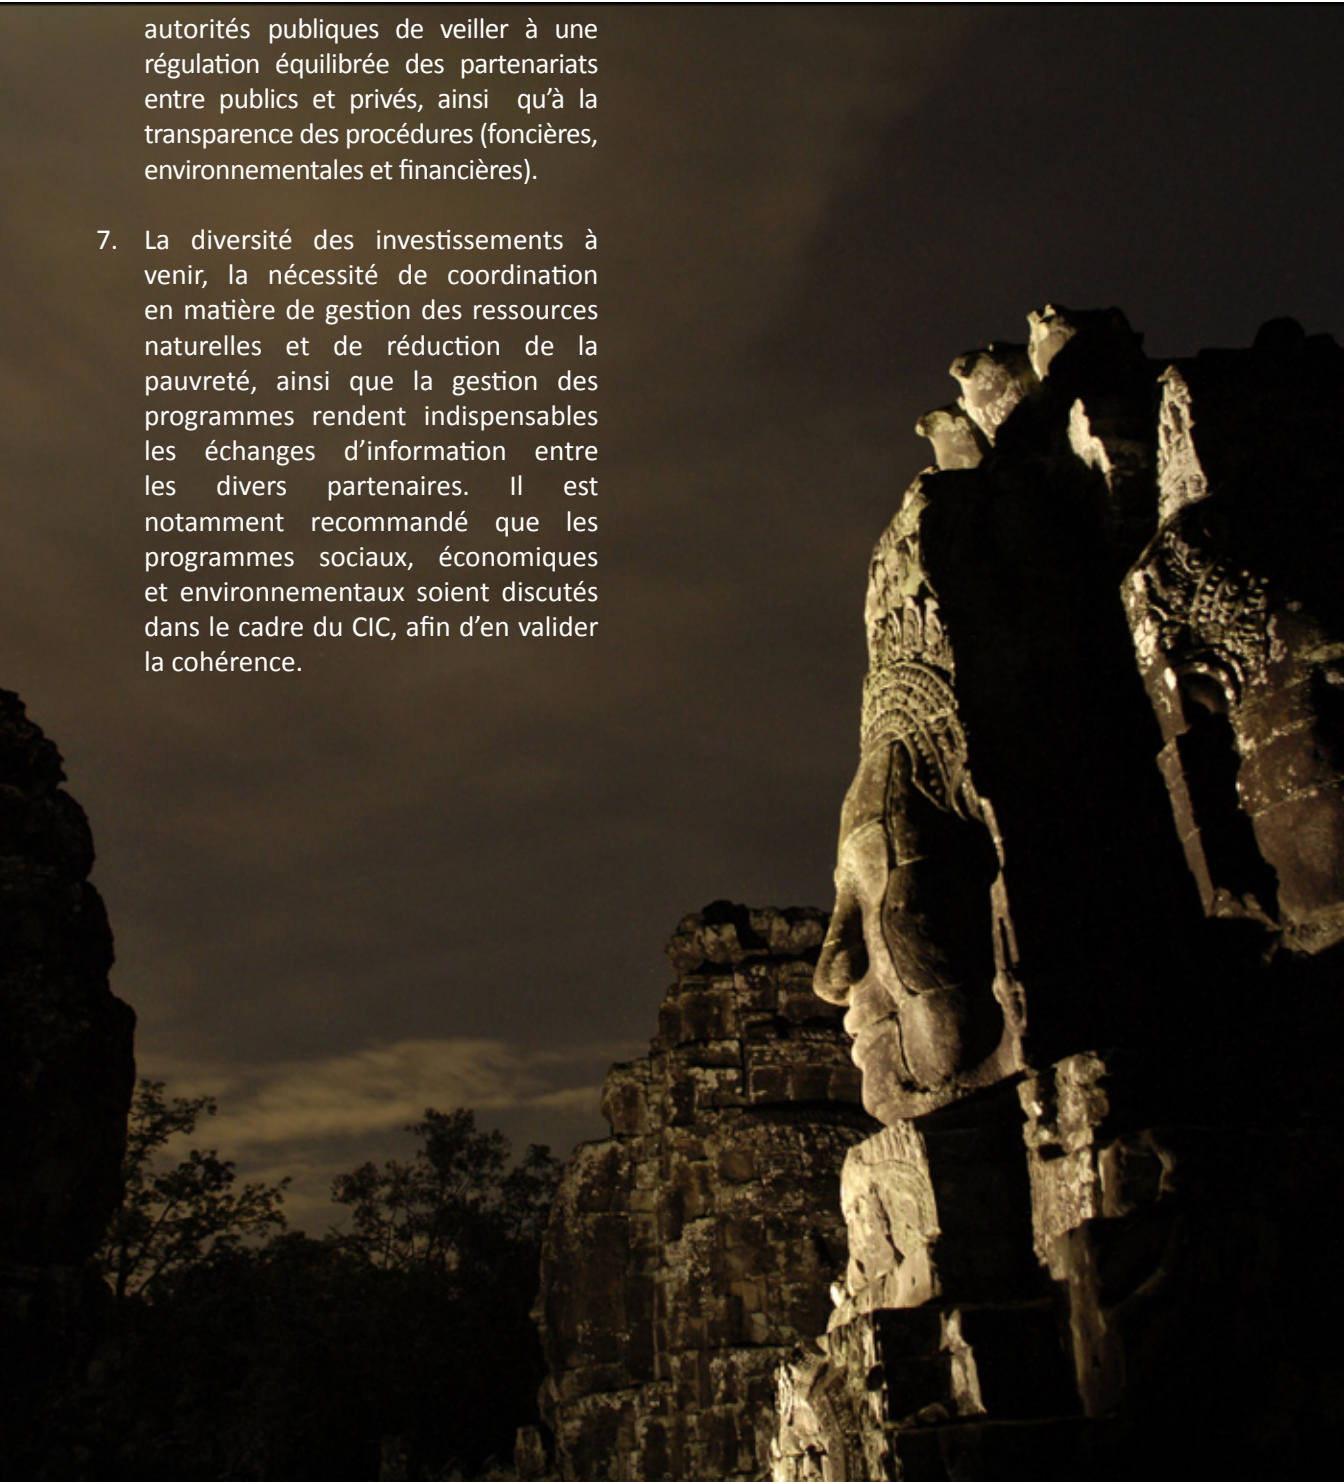 autorités publiques de veiller à une
régulation équilibrée des partenariats
entre publics et privés, ainsi qu’à la
transparence des procédures (foncières,
environnementales et financières).
7. La diversité des investissements à
venir, la nécessité de coordination
en matière de gestion des ressources
naturelles et de réduction de la
pauvreté, ainsi que la gestion des
programmes rendent indispensables
les échanges d’information entre
les divers partenaires. Il est
notamment recommandé que les
programmes sociaux, économiques
et environnementaux soient discutés
dans le cadre du CIC, afin d’en valider
la cohérence.